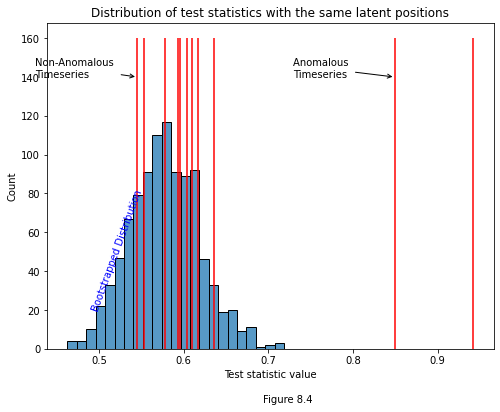 Distribution of test statistics with the same latent positions
160
140
120
100
80
60
40
20
0
Count
Non-Anomalous
Timeseries
Anomalous
Timeseries
Bootstrapped Distribution
0.5 0.6 0.7 0.8 0.9
Test statistic value
Figure 8.4